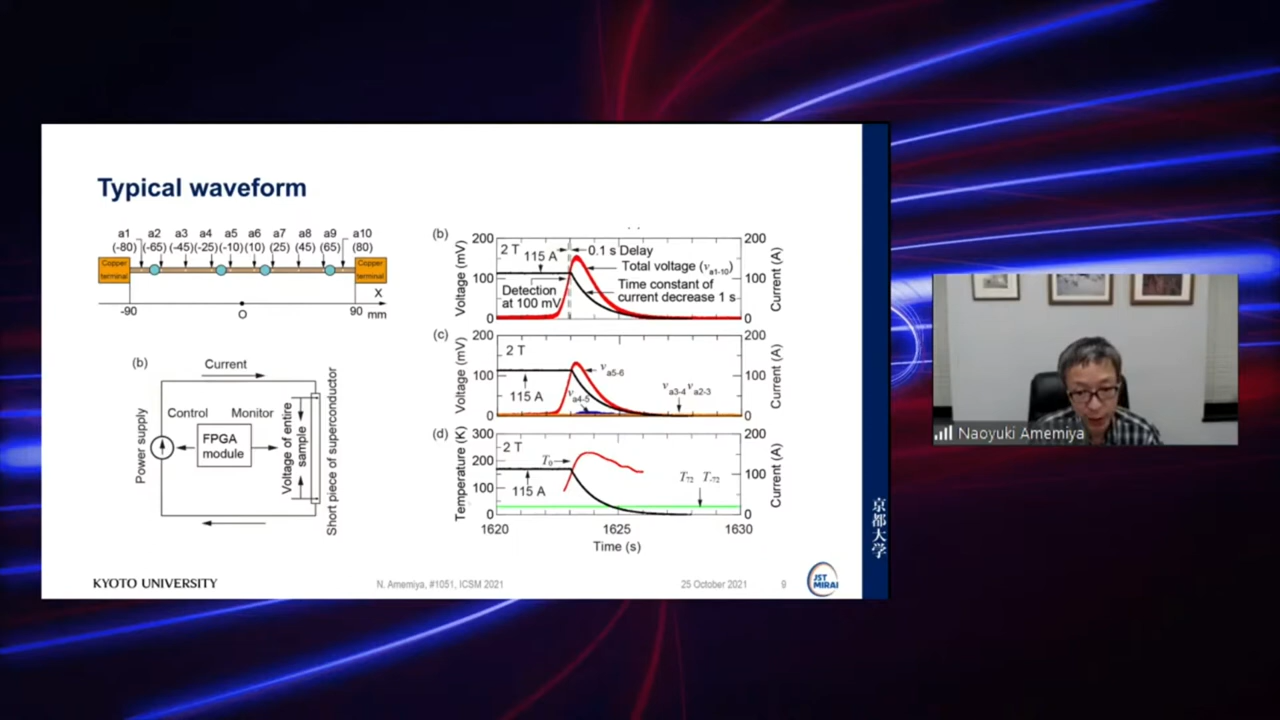 Typical waveform
a1 a2 a3 a4 a5 a6 a7 a8 a9 a10
(-80) (-65) (-45) (-25) (-10) (10) (25) (45) (65) (80)
Copper terminal
Copper terminal
X
-90 O 90 mm
(b)
Current
Power supply
Control Monitor
FPGA module
Voltage of entire sample
Short piece of superconductor
(b)
Voltage (mV)
200
100
0
2 T
115 A
0.1 s Delay
Total voltage (va1-10)
Detection at 100 mV
Time constant of current decrease 1 s
200
100
0
Current (A)
(c)
Voltage (mV)
200
100
0
2 T
115 A
va5-6
va4-5
va3-4 va2-3
200
100
0
Current (A)
(d)
Temperature (K)
300
200
100
0
2 T
T0
115 A
T72 T-72
200
100
0
Current (A)
1620 1625 1630
Time (s)
KYOTO UNIVERSITY
N. Amemiya, #1051, ICSM 2021
25 October 2021
9
JST MIRAI
京都大学
Naoyuki Amemiya